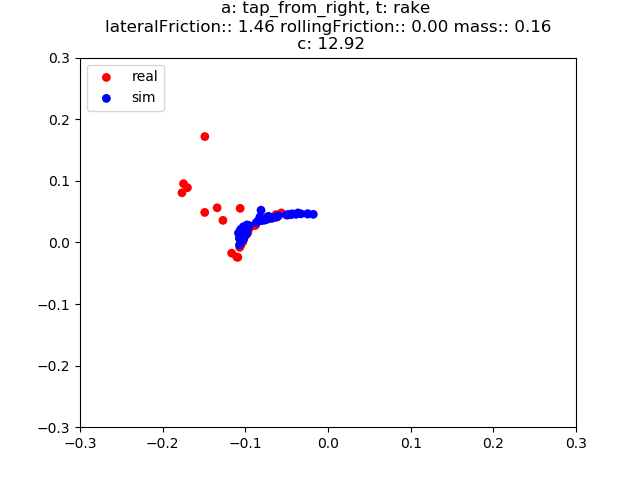 a: tap_from_right, t: rake
lateralFriction:: 1.46 rollingFriction:: 0.00 mass:: 0.16
c: 12.92
real
sim
0.3
0.2
0.1
0.0
−0.1
−0.2
−0.3
−0.3 −0.2 −0.1 0.0 0.1 0.2 0.3